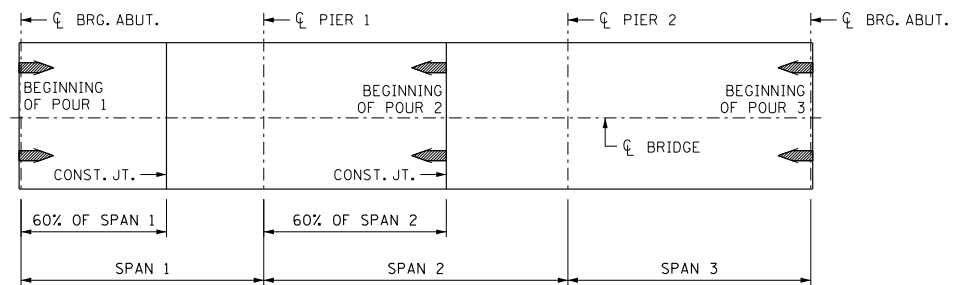 ℄ BRG. ABUT.
℄ PIER 1
℄ PIER 2
℄ BRG. ABUT.
BEGINNING
OF POUR 1
BEGINNING
OF POUR 2
BEGINNING
OF POUR 3
℄ BRIDGE
CONST. JT.
CONST. JT.
60% OF SPAN 1
60% OF SPAN 2
SPAN 1
SPAN 2
SPAN 3